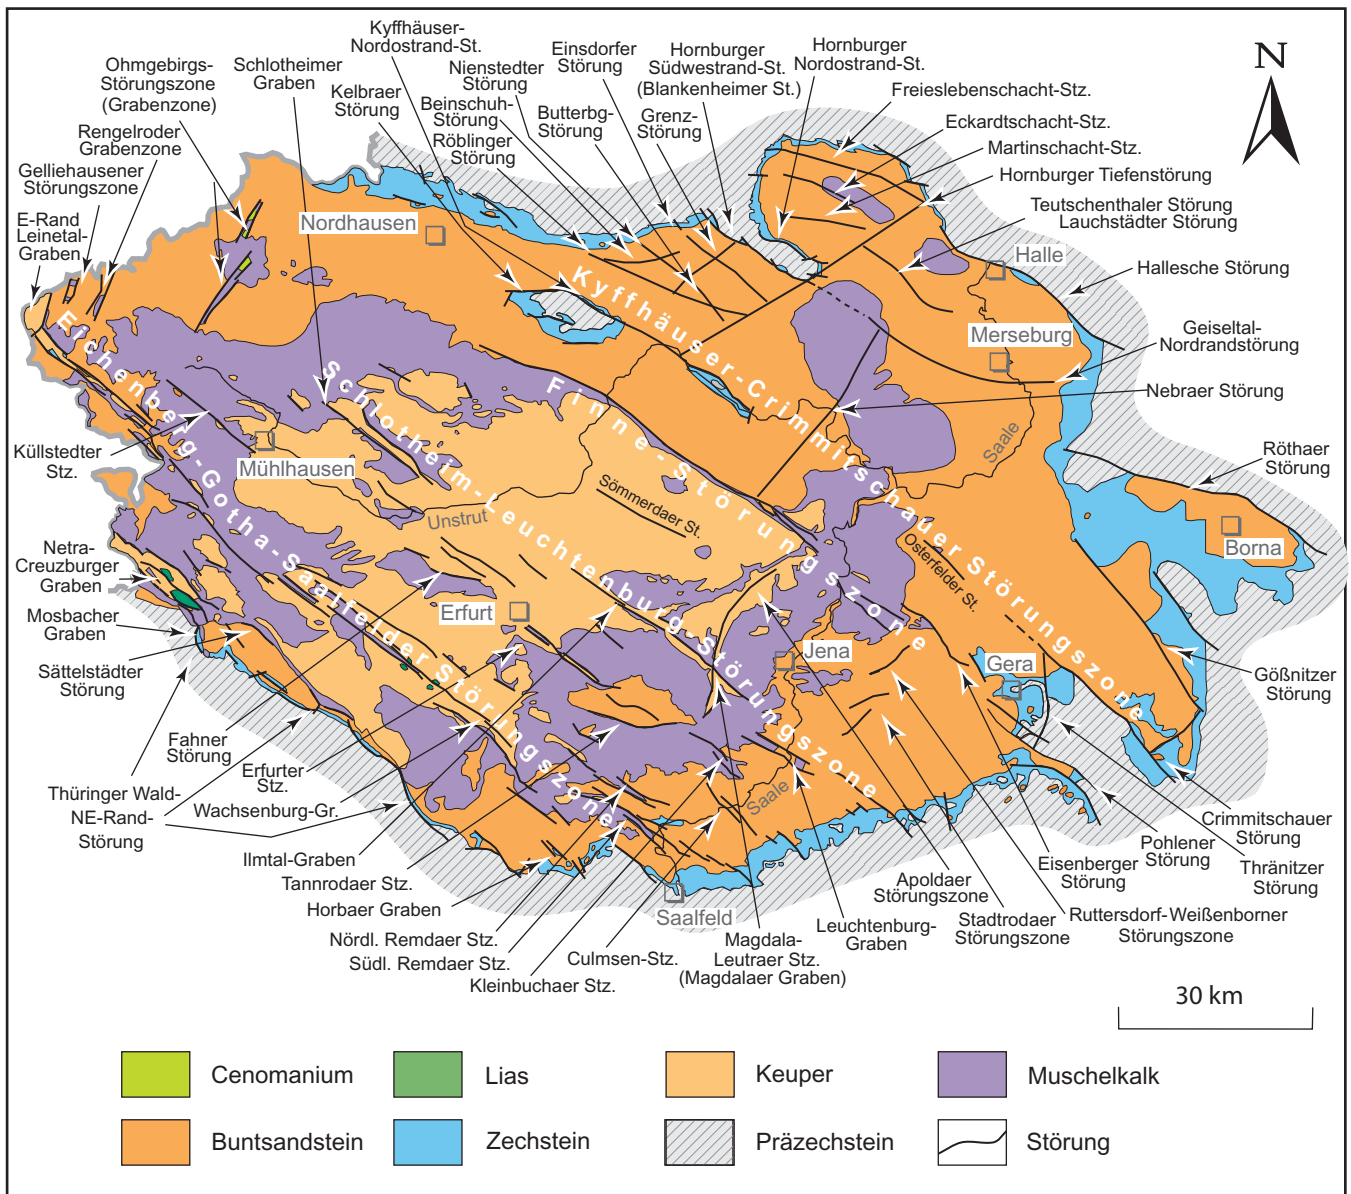 Kyffhäuser-
Nordostrand-St.
Ohmgebirgs-
Störungszone
(Grabenzone)
Schlotheimer
Graben
Kelbraer
Störung
Nienstedter
Störung
Beinschuh-
Störung
Röblinger
Störung
Einsdorfer
Störung
Butterbg-
Störung
Hornburger
Südwestrand-St.
(Blankenheimer St.)
Grenz-
Störung
Hornburger
Nordostrand-St.
Freieslebenschacht-Stz.
Eckardtschacht-Stz.
Martinschacht-Stz.
Hornburger Tiefenstörung
Teutschenthaler Störung
Lauchstädter Störung
Hallesche Störung
Geiseltal-
Nordrandstörung
Nebraer Störung
Röthaer
Störung
Gößnitzer
Störung
Crimmitschauer
Störung
Pohlener
Störung
Thränitzer
Störung
Eisenberger
Störung
Ruttersdorf-Weißenborner
Störungszone
Stadtrodaer
Störungszone
Apoldaer
Störungszone
Leuchtenburg-
Graben
Magdala-
Leutraer Stz.
(Magdalaer Graben)
Culmsen-Stz.
Kleinbuchaer Stz.
Südl. Remdaer Stz.
Nördl. Remdaer Stz.
Horbaer Graben
Tannrodaer Stz.
Ilmtal-Graben
Wachsenburg-Gr.
Erfurter
Stz.
Fahner
Störung
Thüringer Wald-
NE-Rand-
Störung
Sättelstädter
Störung
Mosbacher
Graben
Netra-
Creuzburger
Graben
Küllstedter
Stz.
E-Rand
Leinetal-
Graben
Gelliehausener
Störungszone
Rengelroder
Grabenzone
N
Nordhausen
Halle
Merseburg
Mühlhausen
Erfurt
Jena
Gera
Borna
Saalfeld
Unstrut
Saale
Saale
Sömmerdaer St.
Osterfelder St.
Eichenberg-Gotha-Saalfelder Störungszone
Schlotheim-Leuchtenburg-Störungszone
Finne-Störungszone
Kyffhäuser-Crimmitschauer Störungszone
30 km
Cenomanium
Lias
Keuper
Muschelkalk
Buntsandstein
Zechstein
Präzechstein
Störung